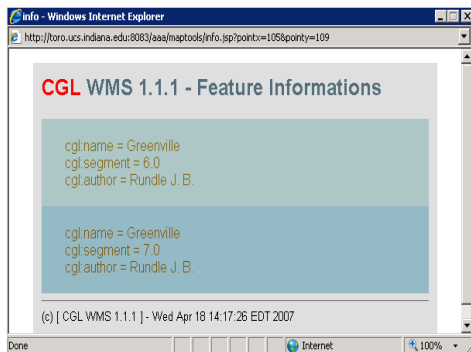 info - Windows Internet Explorer
http://toro.ucs.indiana.edu:8083/aaa/maptools/info.jsp?pointx=105&pointy=109
CGL WMS 1.1.1 - Feature Informations
cgl:name = Greenville
cgl:segment = 6.0
cgl:author = Rundle J. B.
cgl:name = Greenville
cgl:segment = 7.0
cgl:author = Rundle J. B.
(c) [ CGL WMS 1.1.1 ] - Wed Apr 18 14:17:26 EDT 2007
Done Internet 100%